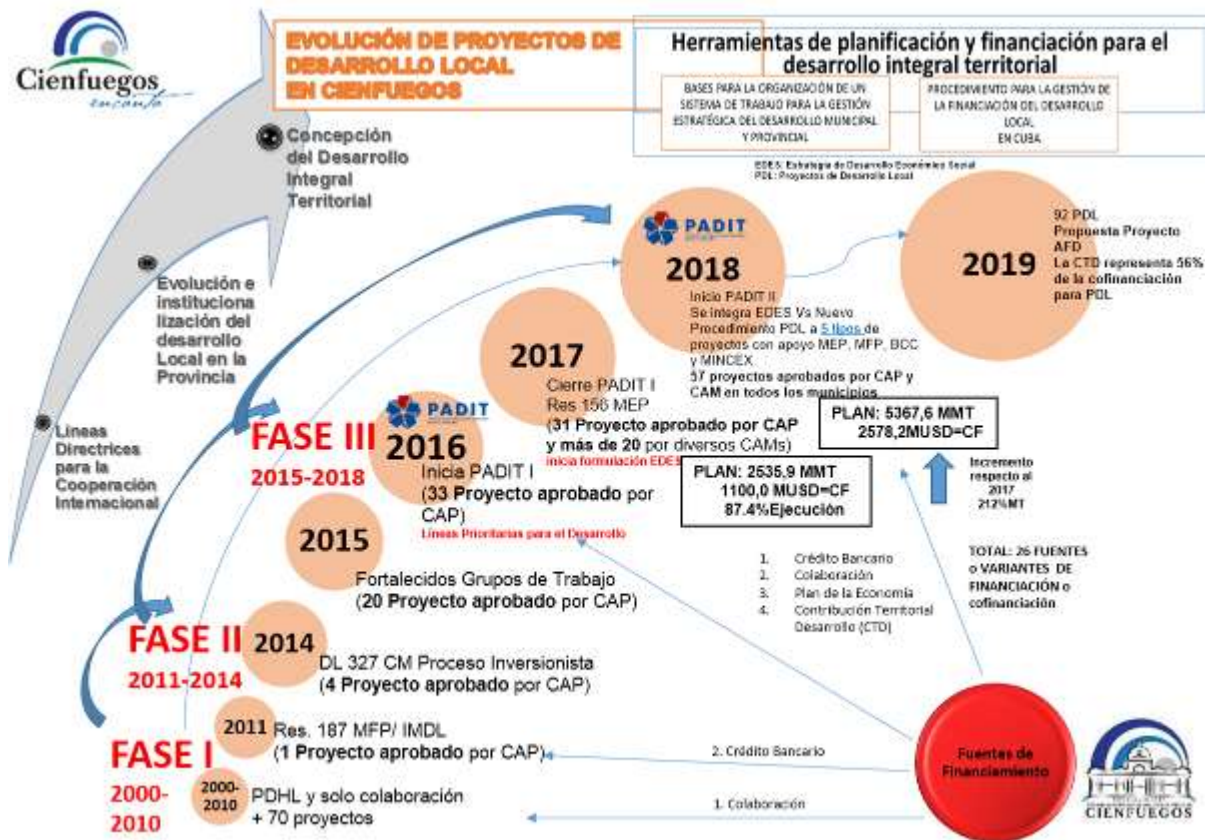 Cienfuegos
encanto
EVOLUCIÓN DE PROYECTOS DE
DESARROLLO LOCAL
EN CIENFUEGOS
Herramientas de planificación y financiación para el
desarrollo integral territorial
BASES PARA LA ORGANIZACIÓN DE UN
SISTEMA DE TRABAJO PARA LA GESTIÓN
ESTRATÉGICA DEL DESARROLLO MUNICIPAL
Y PROVINCIAL
PROCEDIMIENTO PARA LA GESTIÓN DE
LA FINANCIACIÓN DEL DESARROLLO
LOCAL
EN CUBA
EDES: Estrategia de Desarrollo Económico Social
PDL: Proyectos de Desarrollo Local
Concepción
del Desarrollo
Integral
Territorial
Evolución e
instituciona
lización del
desarrollo
Local en la
Provincia
Líneas
Directrices
para la
Cooperación
Internacional
2019
92 PDL
Propuesta Proyecto
AFD
La CTD representa 56%
de la cofinanciación
para PDL
PADIT
2018
Inicio PADIT II
Se integra EDES Vs Nuevo
Procedimiento PDL a 5 tipos de
proyectos con apoyo MEP, MFP, BCC
y MINCEX.
57 proyectos aprobados por CAP y
CAM en todos los municipios
2017
Cierre PADIT I
Res 156 MEP
(31 Proyecto aprobado por CAP
y más de 20 por diversos CAMs)
Inicia formulación EDES
PLAN: 5367,6 MMT
2578,2MUSD=CF
PLAN: 2535,9 MMT
1100,0 MUSD=CF
87.4%Ejecución
Incremento
respecto al
2017
212%MT
FASE III
2015-2018
PADIT
2016
Inicia PADIT I
(33 Proyecto aprobado por
CAP)
Líneas Prioritarias para el Desarrollo
2015
Fortalecidos Grupos de Trabajo
(20 Proyecto aprobado por CAP)
1. Crédito Bancario
2. Colaboración
3. Plan de la Economía
4. Contribución Territorial
Desarrollo (CTD)
TOTAL: 26 FUENTES
o VARIANTES DE
FINANCIACIÓN o
cofinanciación
FASE II
2011-2014
2014
DL 327 CM Proceso Inversionista
(4 Proyecto aprobado por CAP)
2011
Res. 187 MFP/ IMDL
(1 Proyecto aprobado por CAP)
FASE I
2000-
2010
2000-
2010
PDHL y solo colaboración
+ 70 proyectos
2. Crédito Bancario
1. Colaboración
Fuentes de
Financiamiento
CIENFUEGOS